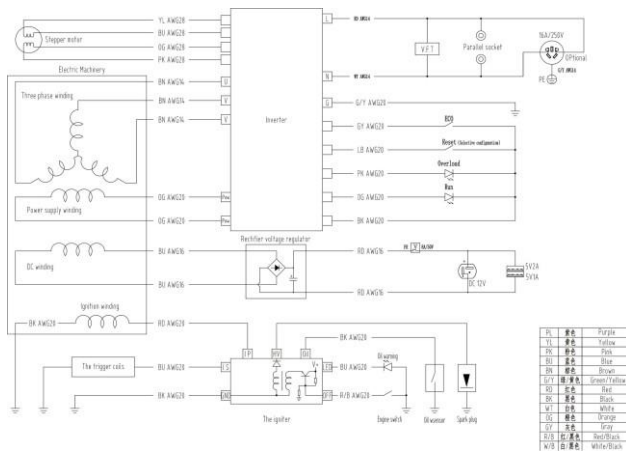 YL AWG20
BU AWG20
OG AWG20
PK AWG20
Stepper motor
Electric Machinery
BN AWG14
BN AWG14
BN AWG14
Three phase winding
U
V
Inverter
L
N
G
V.F.T
Parallel socket
16A/250V
Optional
PE
G/Y AWG20
GY AWG20
ECO
LB AWG20
Reset
PK AWG20
Overload
OG AWG20
Run
BK AWG20
OG AWG20
OG AWG20
Power supply winding
Rectifier voltage regulator
DC winding
BU AWG16
BU AWG16
RD AWG16
RD AWG16
DC 12V
5V2A
5V1A
Ignition winding
BK AWG20
RD AWG20
BK AWG20
The trigger coils
BU AWG20
BK AWG20
IP
V+
BU AWG20
R/B AWG20
Oil warning
Engine switch
Oil sensor
Spark plug
The igniter
PL 紫色 Purple
YL 黄色 Yellow
PK 粉色 Pink
BU 蓝色 Blue
BN 棕色 Brown
G/Y 绿/黄色 Green/Yellow
RD 红色 Red
BK 黑色 Black
WT 白色 White
OG 橙色 Orange
GY 灰色 Gray
R/B 红/黑色 Red/Black
W/B 白/黑色 White/Black